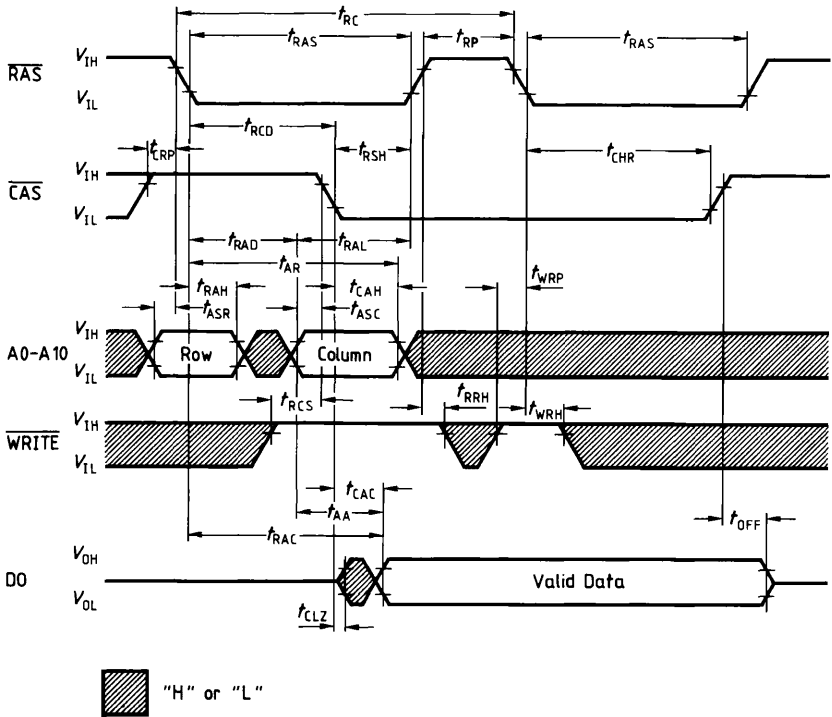 tRC
tRAS tRP tRAS
RAS VIH
VIL
tRCD
tCRP tRSH tCHR
CAS VIH
VIL
tRAD tRAL
tAR
tRAH tCAH tWRP
tASR tASC
A0-A10 VIH
Row Column
VIL
tRCS tRRH tWRH
WRITE VIH
VIL
tCAC
tAA
tRAC tOFF
DO VOH
Valid Data
VOL
tCLZ
"H" or "L"